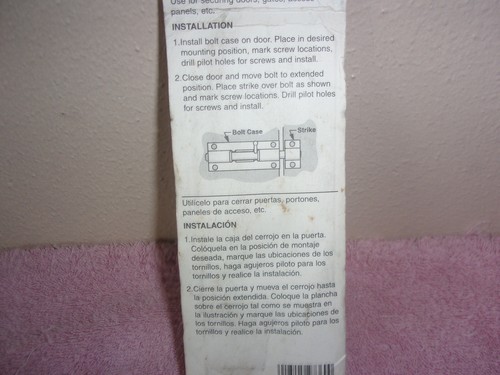 Use for securing doors,
panels, etc.
INSTALLATION
1.Install bolt case on door. Place in desired
mounting position, mark screw locations,
drill pilot holes for screws and install.
2.Close door and move bolt to extended
position. Place strike over bolt as shown
and mark screw locations. Drill pilot holes
for screws and install.
Bolt Case
Strike
Utilícelo para cerrar puertas, portones,
paneles de acceso, etc.
INSTALACIÓN
1.Instale la caja del cerrojo en la puerta.
Colóquela en la posición de montaje
deseada, marque las ubicaciones de los
tornillos, haga agujeros piloto para los
tornillos y realice la instalación.
2.Cierre la puerta y mueva el cerrojo hasta
la posición extendida. Coloque la plancha
sobre el cerrojo tal como se muestra en
la ilustración y marque las ubicaciones de
los tornillos. Haga agujeros piloto para los
tornillos y realice la instalación.